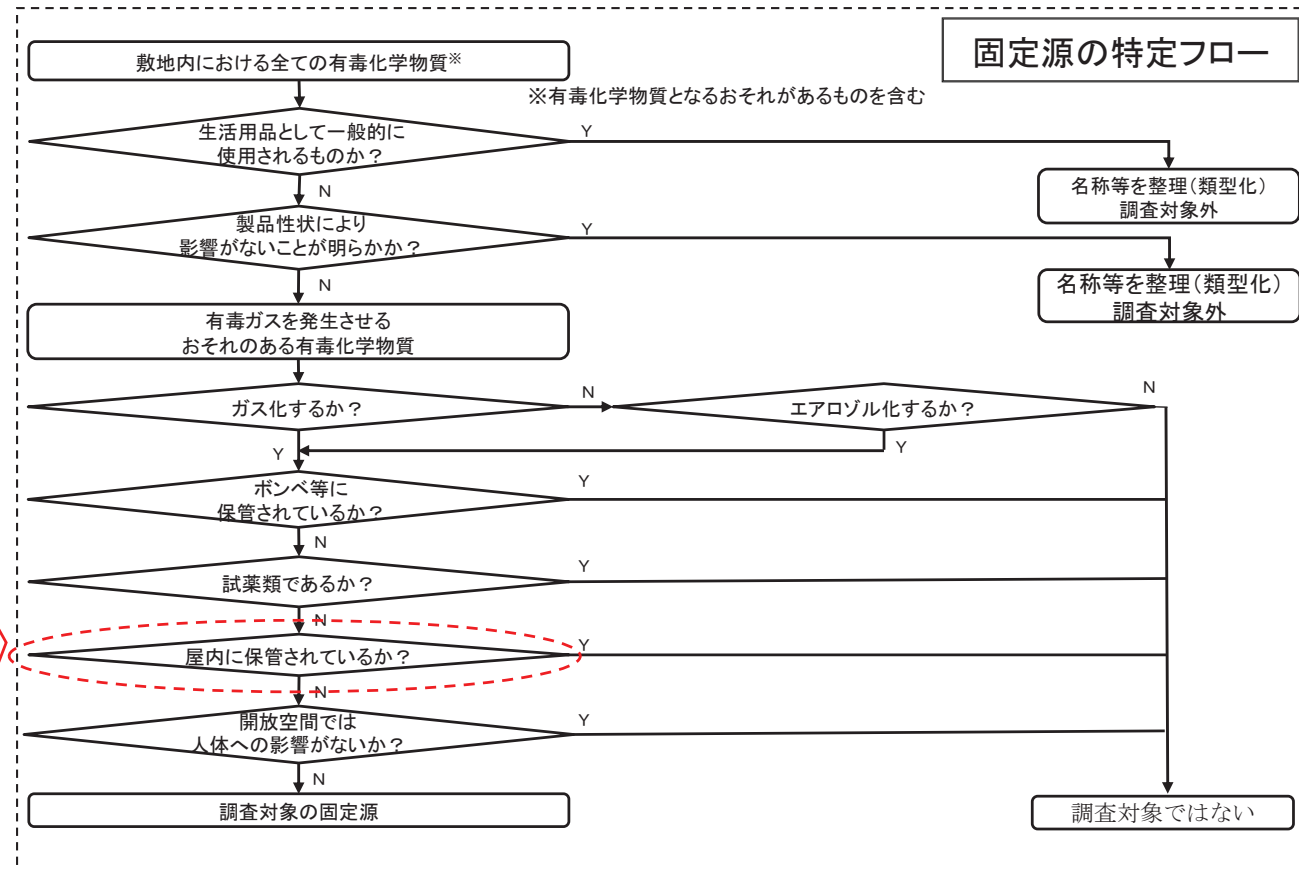 固定源の特定フロー
敷地内における全ての有毒化学物質※
※有毒化学物質となるおそれがあるものを含む
生活用品として一般的に
使用されるものか？
Y
N
名称等を整理（類型化）
調査対象外
製品性状により
影響がないことが明らかか？
Y
N
名称等を整理（類型化）
調査対象外
有毒ガスを発生させる
おそれのある有毒化学物質
ガス化するか？
N
エアロゾル化するか？
N
Y
Y
ボンベ等に
保管されているか？
Y
N
試薬類であるか？
Y
N
屋内に保管されているか？
Y
N
開放空間では
人体への影響がないか？
Y
N
調査対象の固定源
調査対象ではない